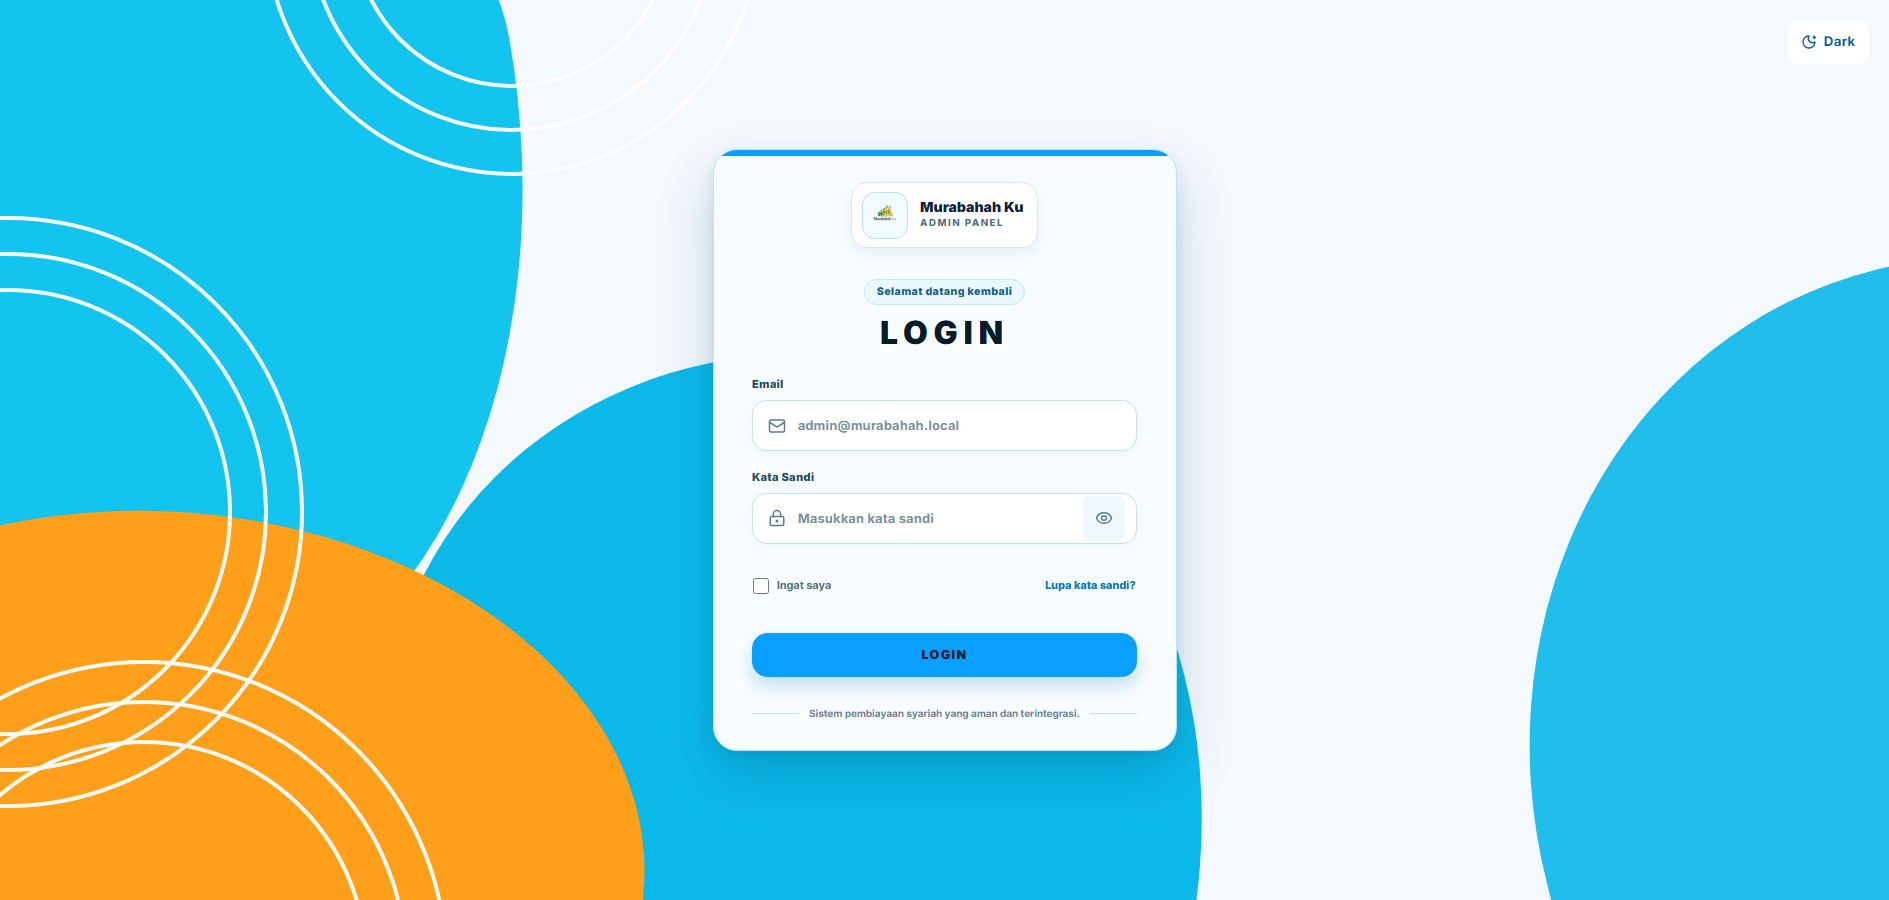 Dark
Murabahah Ku
ADMIN PANEL
Selamat datang kembali
LOGIN
Email
admin@murabahah.local
Kata Sandi
Masukkan kata sandi
Ingat saya
Lupa kata sandi?
LOGIN
Sistem pembiayaan syariah yang aman dan terintegrasi.